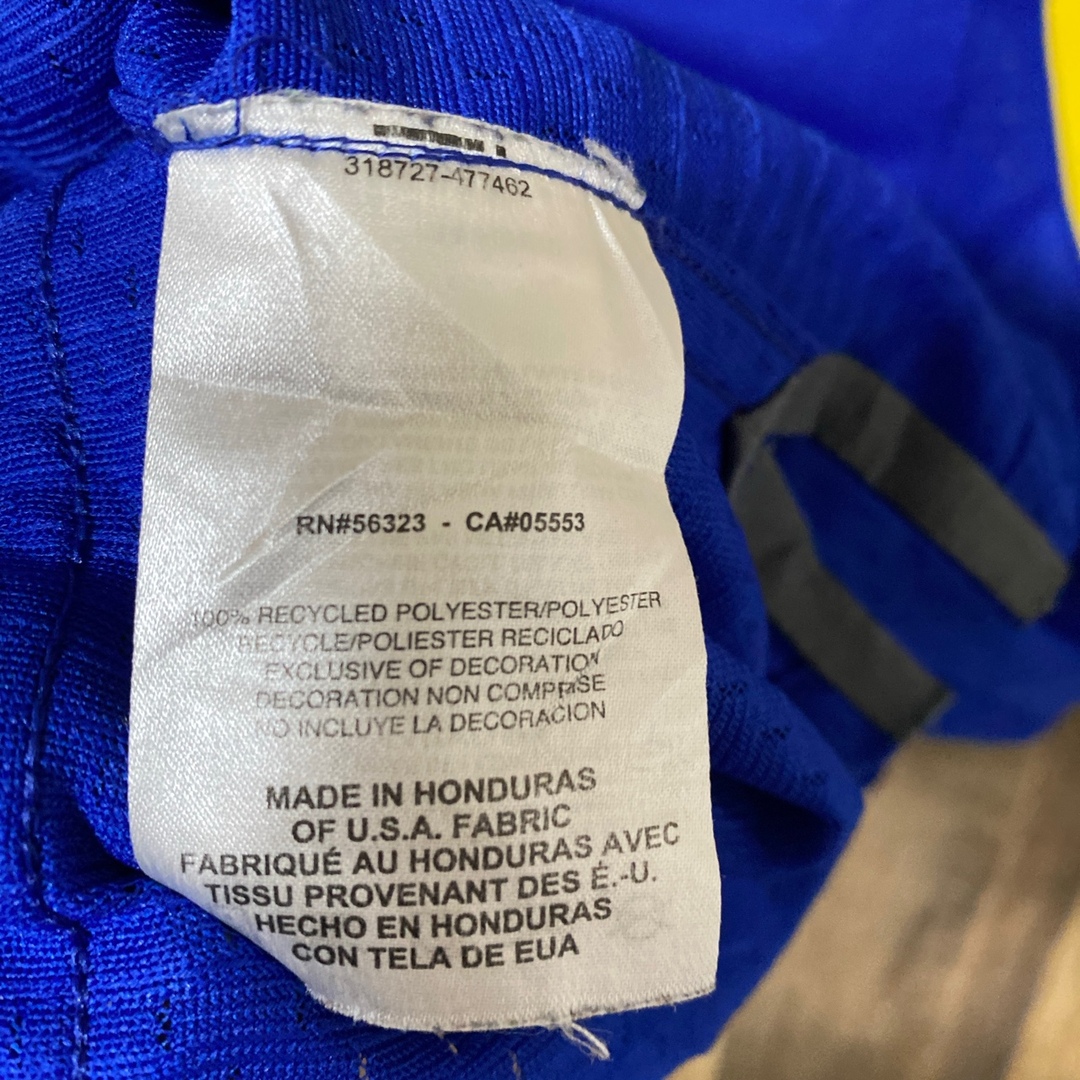 318727-477462
RN#56323 - CA#05553
100% RECYCLED POLYESTER/POLYESTER
RECYCLE/POLIESTER RECICLADO
EXCLUSIVE OF DECORATION
DECORATION NON COMPRISE
NO INCLUYE LA DECORACION
MADE IN HONDURAS
OF U.S.A. FABRIC
FABRIQUÉ AU HONDURAS AVEC
TISSU PROVENANT DES É.-U.
HECHO EN HONDURAS
CON TELA DE EUA